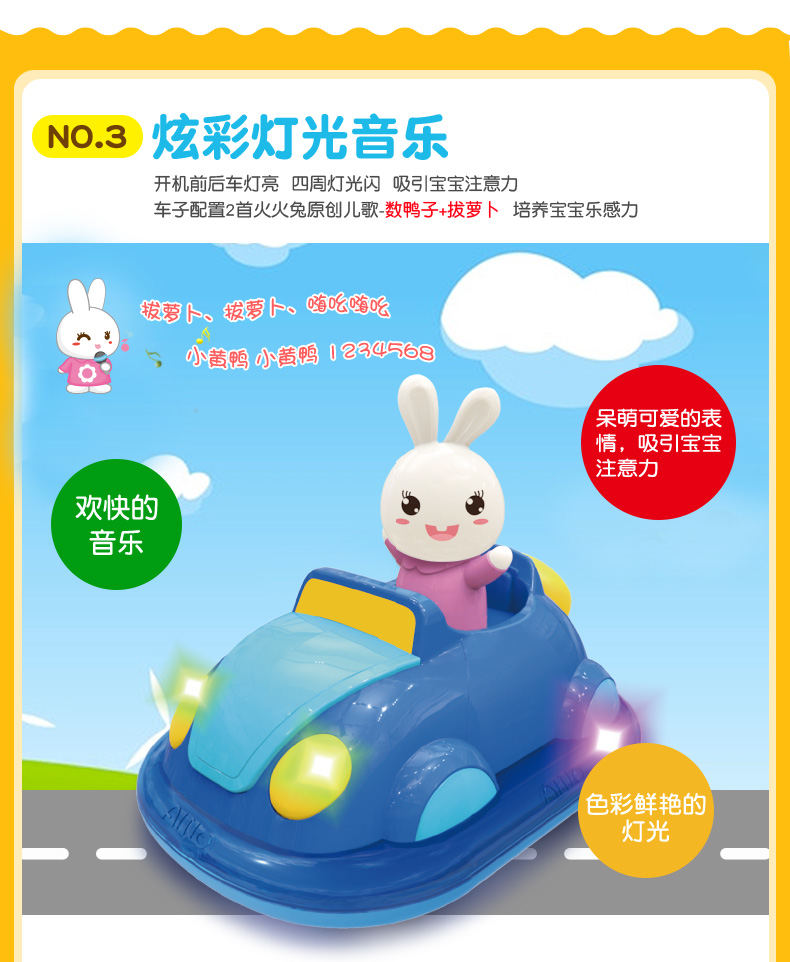 NO.3 炫彩灯光音乐
开机前后车灯亮 四周灯光闪 吸引宝宝注意力
车子配置2首火火兔原创儿歌-数鸭子+拔萝卜 培养宝宝乐感力
拔萝卜、拔萝卜、嗨吆嗨吆
小黄鸭 小黄鸭 1234568
呆萌可爱的表
情，吸引宝宝
注意力
欢快的
音乐
色彩鲜艳的
灯光